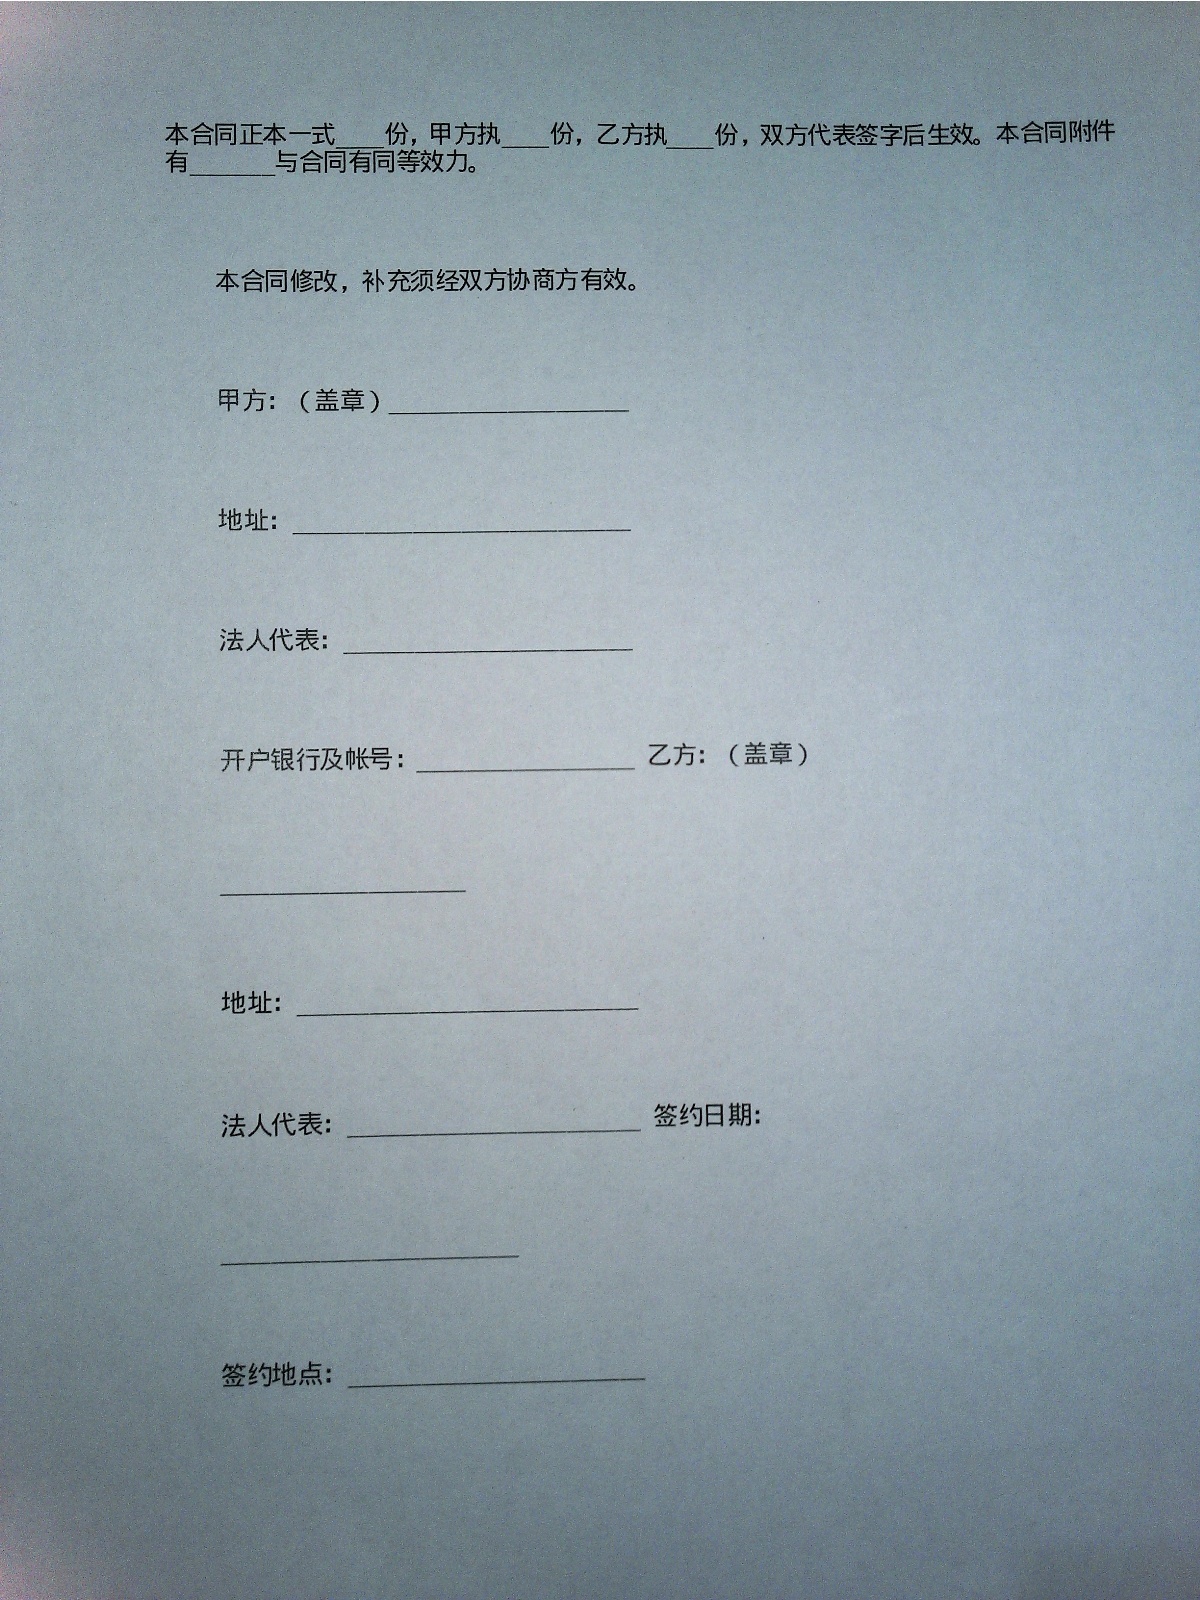 本合同正本一式____份，甲方执____份，乙方执____份，双方代表签字后生效。本合同附件
有_______与合同有同等效力。
本合同修改，补充须经双方协商方有效。
甲方：（盖章）____________________
地址：____________________________
法人代表：________________________
开户银行及帐号：__________________ 乙方：（盖章）
____________________
地址：____________________________
法人代表：________________________ 签约日期：
________________________
签约地点：________________________